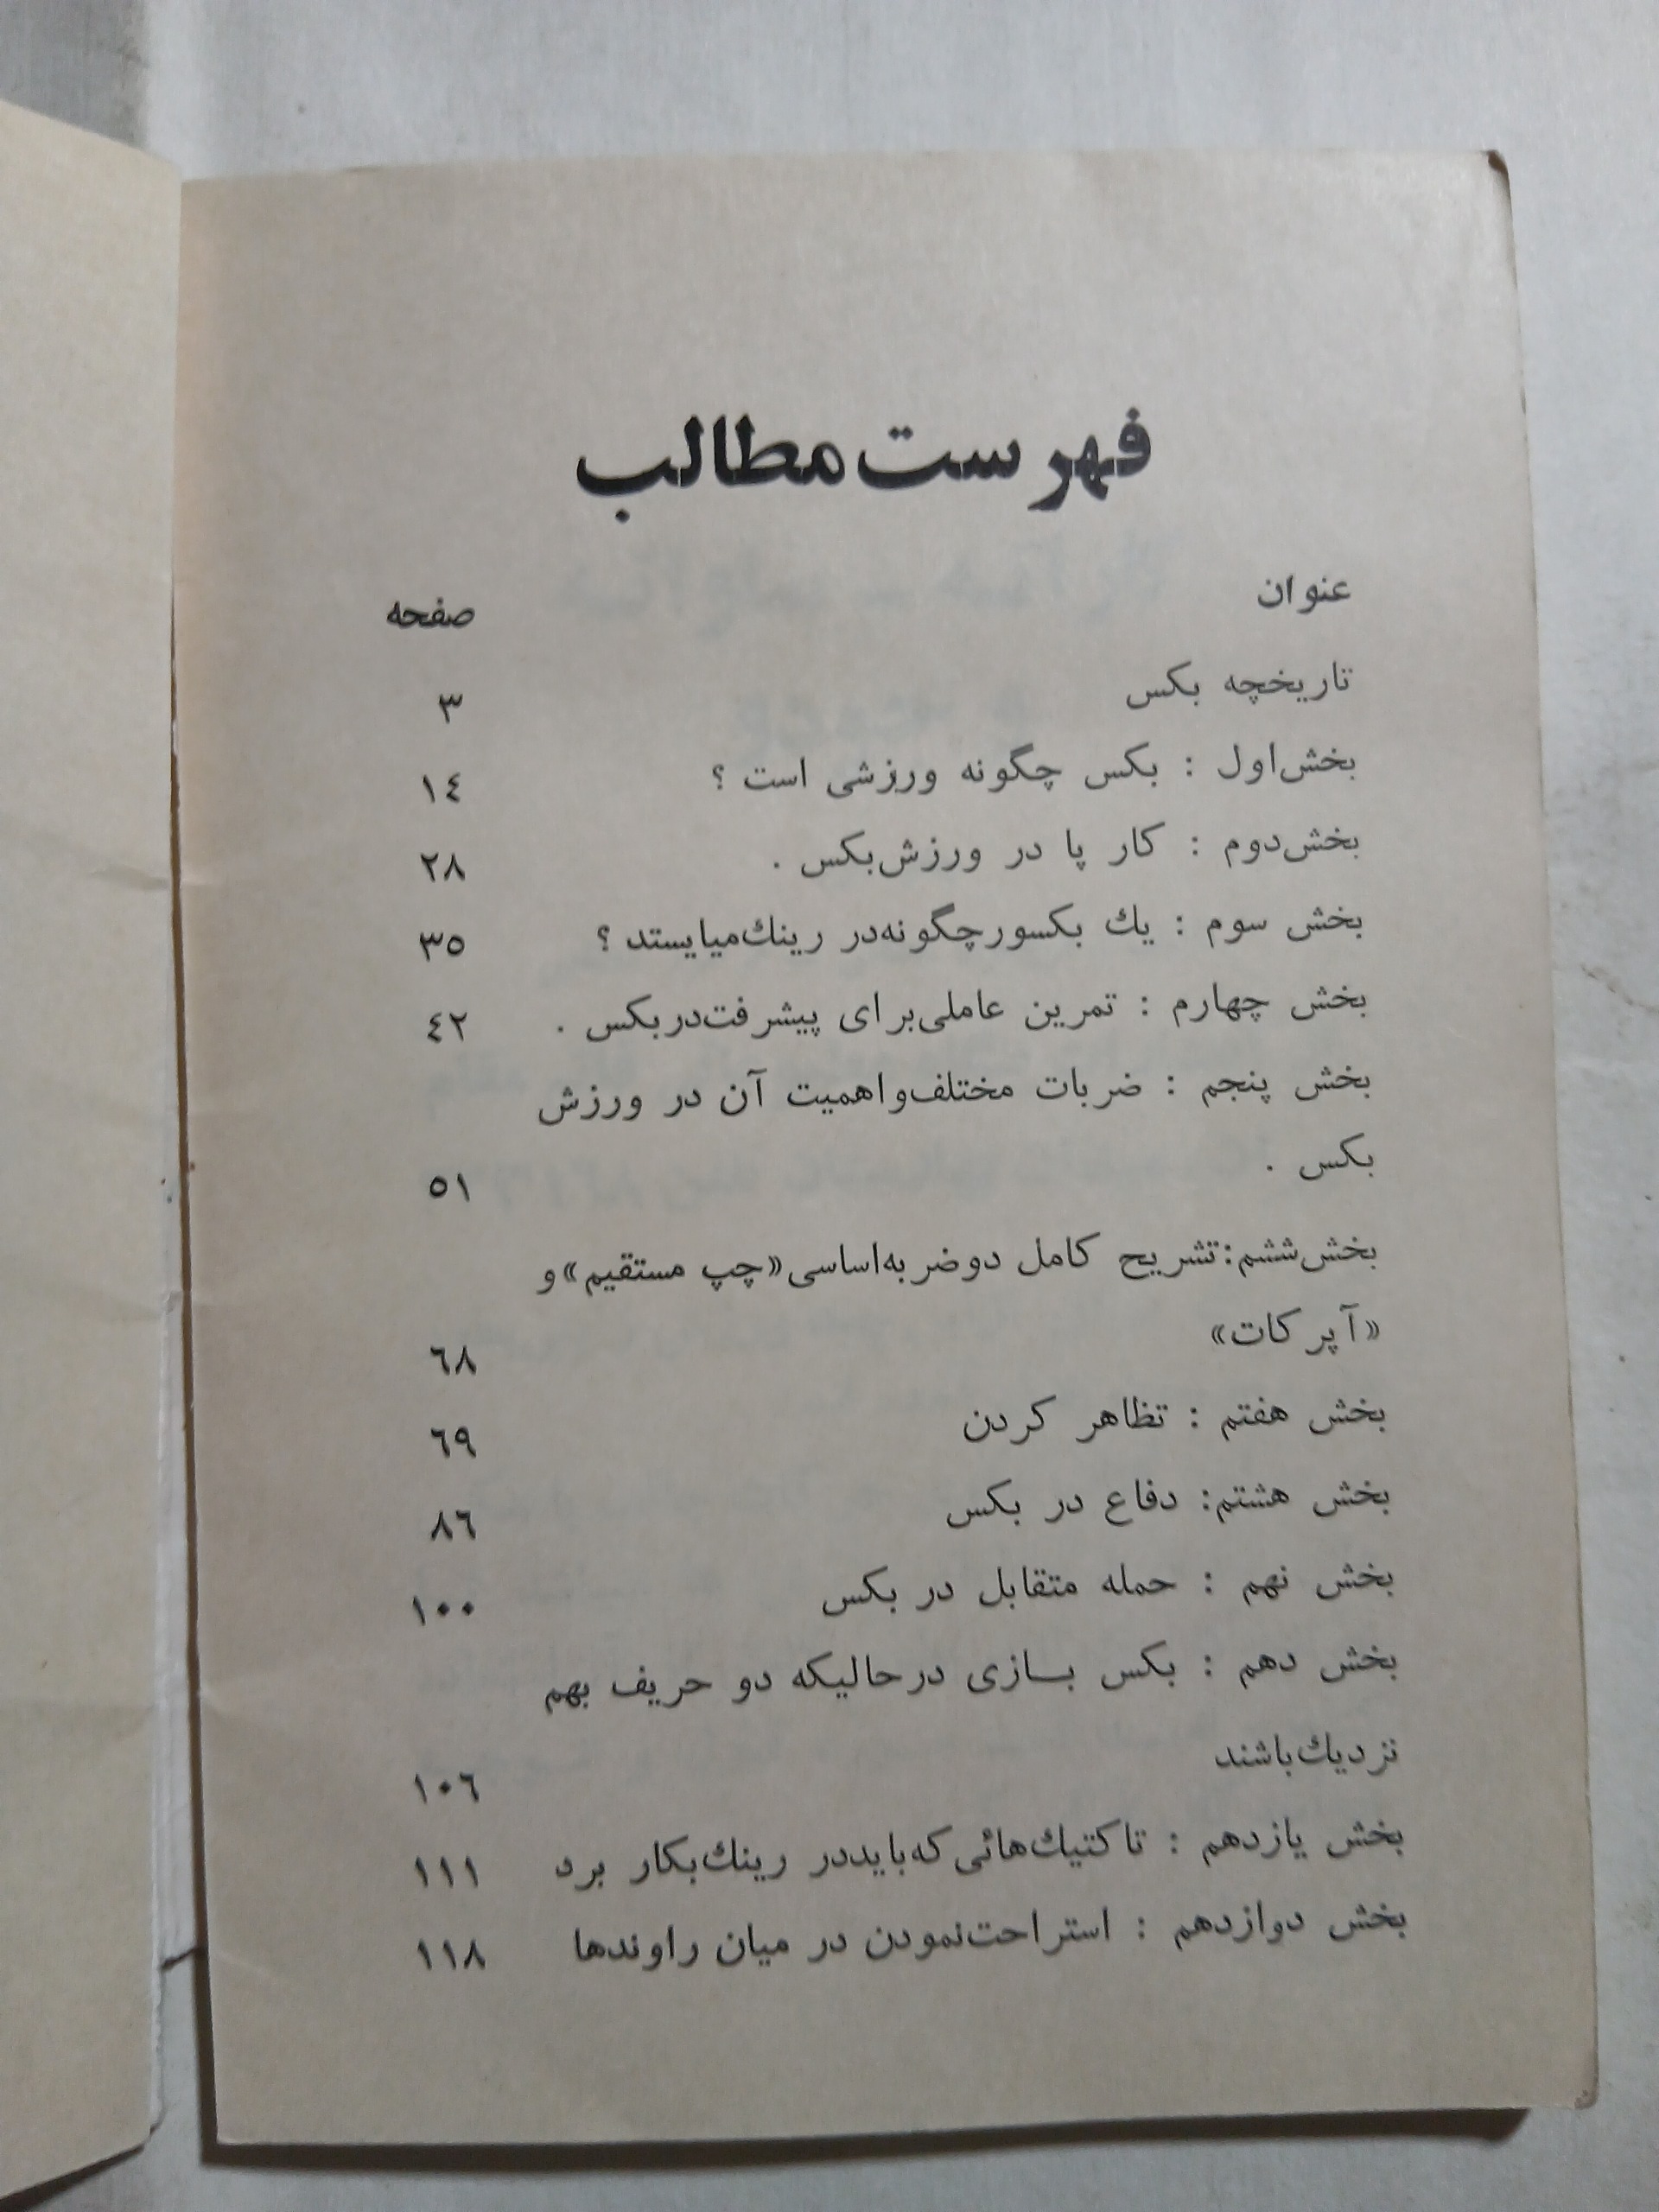 فهرست مطالب
عنوان صفحه
تاریخچه بکس ۳
بخش‌اول : بکس چگونه ورزشی است ؟ ۱٤
بخش‌دوم : کار پا در ورزش‌بکس . ۲۸
بخش سوم : یك بکسورچگونه‌در رینك‌میایستد ؟ ۳٥
بخش چهارم : تمرین عاملی‌برای پیشرفت‌دربکس . ٤۲
بخش پنجم : ضربات مختلف‌واهمیت آن در ورزش
بکس . ٥۱
بخش‌ششم:تشریح کامل دوضربه‌اساسی«چپ مستقیم»و
«آپرکات» ٦۸
بخش هفتم : تظاهر کردن ٦۹
بخش هشتم: دفاع در بکس ۸٦
بخش نهم : حمله متقابل در بکس ۱۰۰
بخش دهم : بکس بــازی درحالیکه دو حریف بهم
نزدیك‌باشند ۱۰٦
بخش یازدهم : تاکتیك‌هائی‌که‌بایددر رینك‌بکار برد ۱۱۱
بخش دوازدهم : استراحت‌نمودن در میان راوندها ۱۱۸